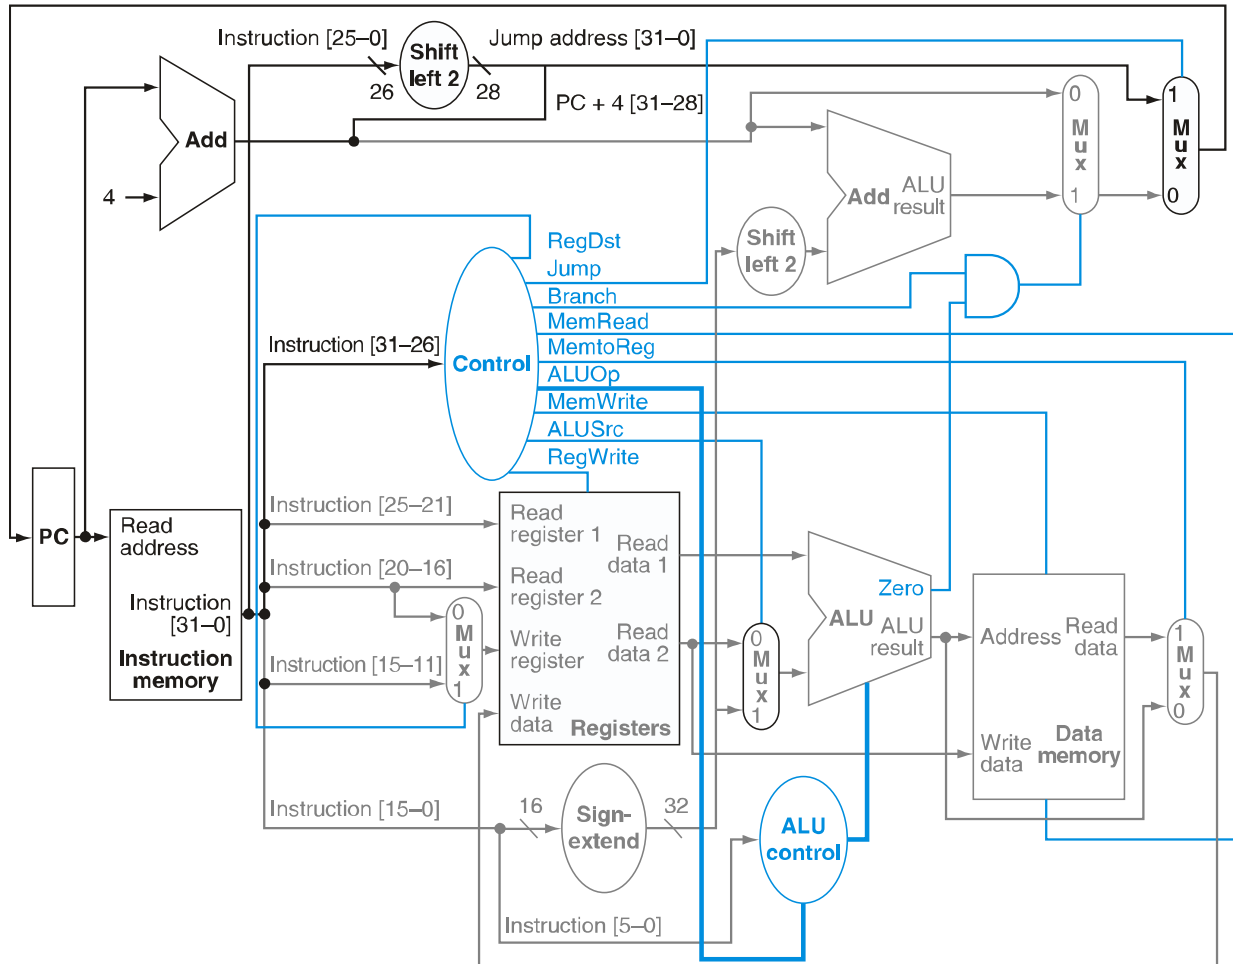 Instruction [25–0]
Jump address [31–0]
Shift
left 2
26
28
PC + 4 [31–28]
Add
4
0
M
u
x
1
1
M
u
x
0
Add
ALU
result
Shift
left 2
RegDst
Jump
Branch
MemRead
MemtoReg
ALUOp
MemWrite
ALUSrc
RegWrite
Instruction [31–26]
Control
PC
Read
address
Instruction
[31–0]
Instruction
memory
Instruction [25–21]
Instruction [20–16]
Instruction [15–11]
0
M
u
x
1
Read
register 1
Read
register 2
Write
register
Write
data
Read
data 1
Read
data 2
Registers
0
M
u
x
1
Zero
ALU
ALU
result
Address
Read
data
Write
data
Data
memory
1
M
u
x
0
Instruction [15–0]
16
Sign-
extend
32
ALU
control
Instruction [5–0]